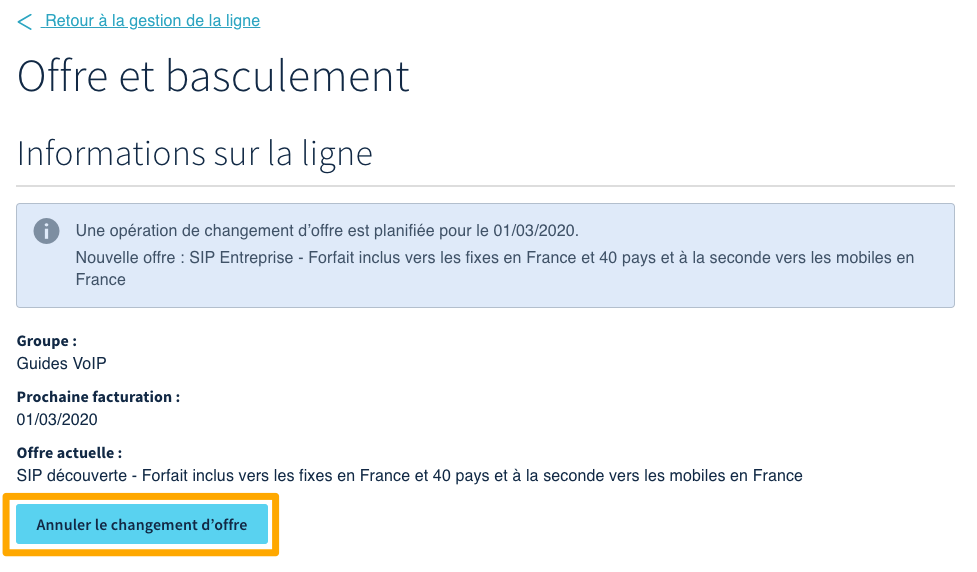 Retour à la gestion de la ligne
Offre et basculement
Informations sur la ligne
Une opération de changement d’offre est planifiée pour le 01/03/2020.
Nouvelle offre : SIP Entreprise - Forfait inclus vers les fixes en France et 40 pays et à la seconde vers les mobiles en
France
Groupe :
Guides VoIP
Prochaine facturation :
01/03/2020
Offre actuelle :
SIP découverte - Forfait inclus vers les fixes en France et 40 pays et à la seconde vers les mobiles en France
Annuler le changement d’offre